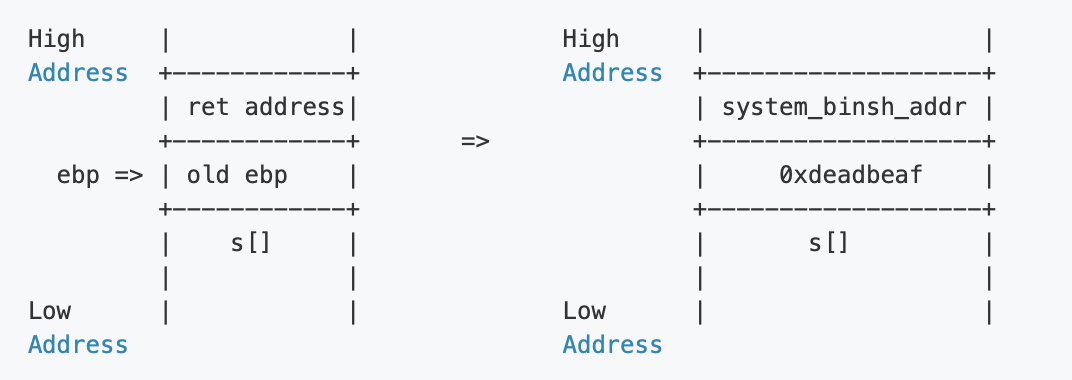 High      |            |              High     |                   |
Address   +------------+              Address  +-------------------+
          | ret address|                       | system_binsh_addr |
          +------------+       =>              +-------------------+
  ebp =>  | old ebp    |                       |     0xdeadbeaf    |
          +------------+                       +-------------------+
          |    s[]     |                       |       s[]         |
          |            |                       |                   |
Low       |            |              Low      |                   |
Address                               Address